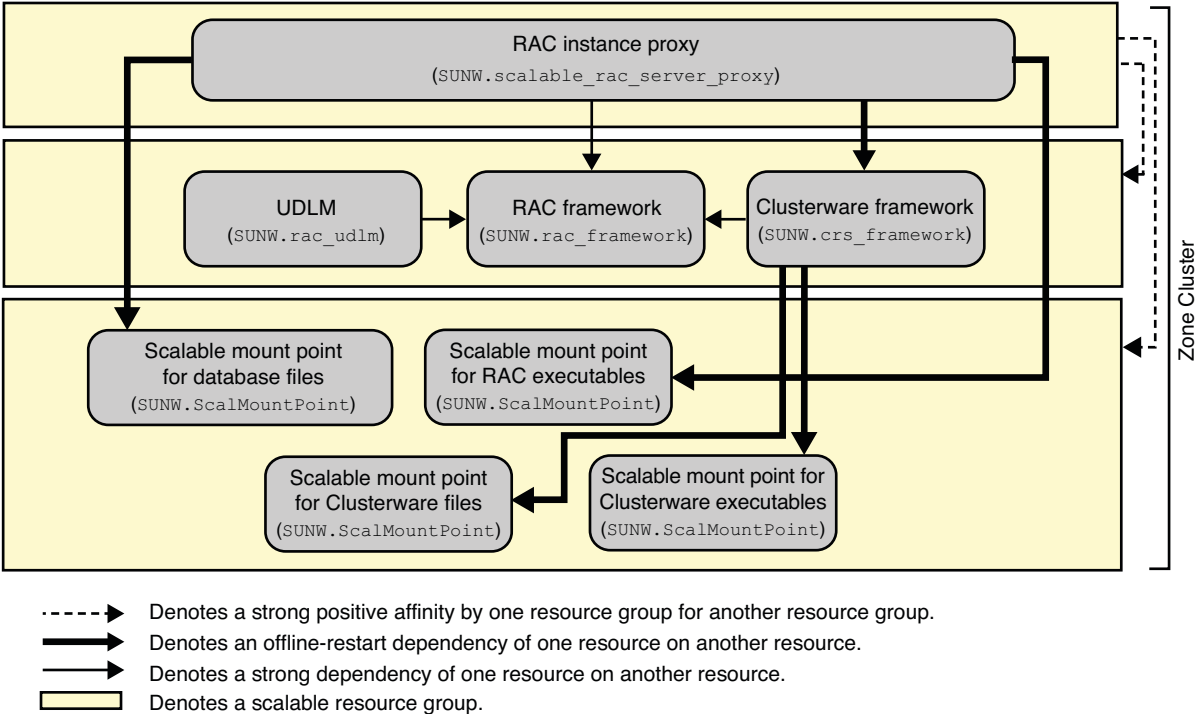 RAC instance proxy
(SUNW.scalable_rac_server_proxy)
UDLM
(SUNW.rac_udlm)
RAC framework
(SUNW.rac_framework)
Clusterware framework
(SUNW.crs_framework)
Scalable mount point
for database files
(SUNW.ScalMountPoint)
Scalable mount point
for RAC executables
(SUNW.ScalMountPoint)
Scalable mount point
for Clusterware files
(SUNW.ScalMountPoint)
Scalable mount point for
Clusterware executables
(SUNW.ScalMountPoint)
Zone Cluster
Denotes a strong positive affinity by one resource group for another resource group.
Denotes an offline-restart dependency of one resource on another resource.
Denotes a strong dependency of one resource on another resource.
Denotes a scalable resource group.